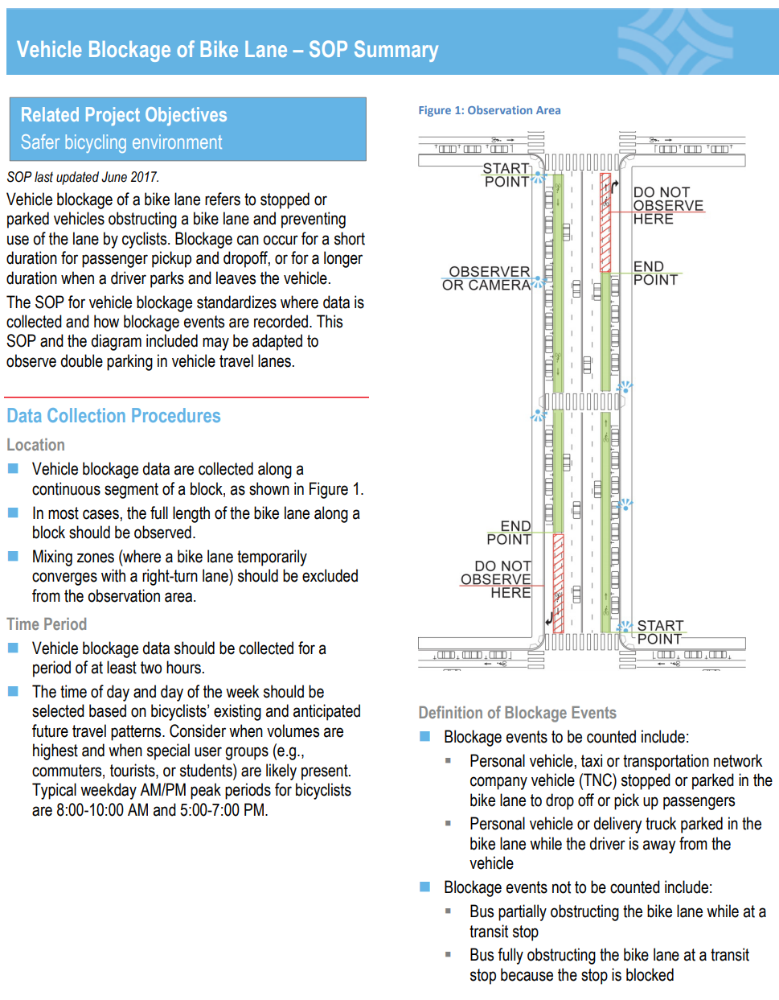 Vehicle Blockage of Bike Lane – SOP Summary
Related Project Objectives
Safer bicycling environment
SOP last updated June 2017.
Vehicle blockage of a bike lane refers to stopped or
parked vehicles obstructing a bike lane and preventing
use of the lane by cyclists. Blockage can occur for a short
duration for passenger pickup and dropoff, or for a longer
duration when a driver parks and leaves the vehicle.
The SOP for vehicle blockage standardizes where data is
collected and how blockage events are recorded. This
SOP and the diagram included may be adapted to
observe double parking in vehicle travel lanes.
Data Collection Procedures
Location
Vehicle blockage data are collected along a
continuous segment of a block, as shown in Figure 1.
In most cases, the full length of the bike lane along a
block should be observed.
Mixing zones (where a bike lane temporarily
converges with a right-turn lane) should be excluded
from the observation area.
Time Period
Vehicle blockage data should be collected for a
period of at least two hours.
The time of day and day of the week should be
selected based on bicyclists’ existing and anticipated
future travel patterns. Consider when volumes are
highest and when special user groups (e.g.,
commuters, tourists, or students) are likely present.
Typical weekday AM/PM peak periods for bicyclists
are 8:00-10:00 AM and 5:00-7:00 PM.
Figure 1: Observation Area
START
POINT
DO NOT
OBSERVE
HERE
OBSERVER
OR CAMERA
END
POINT
END
POINT
DO NOT
OBSERVE
HERE
START
POINT
Definition of Blockage Events
Blockage events to be counted include:
Personal vehicle, taxi or transportation network
company vehicle (TNC) stopped or parked in the
bike lane to drop off or pick up passengers
Personal vehicle or delivery truck parked in the
bike lane while the driver is away from the
vehicle
Blockage events not to be counted include:
Bus partially obstructing the bike lane while at a
transit stop
Bus fully obstructing the bike lane at a transit
stop because the stop is blocked